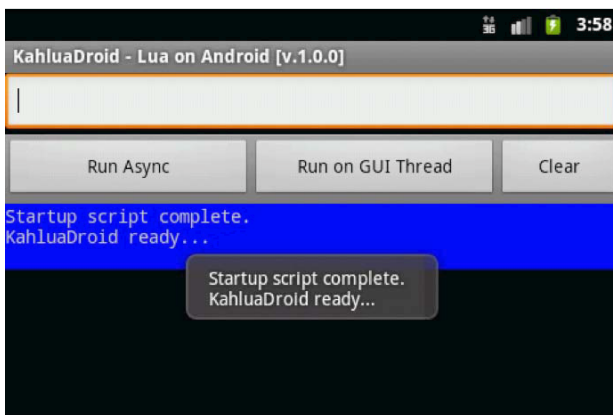 3G 3:58
KahluaDroid - Lua on Android [v.1.0.0]
Run Async Run on GUI Thread Clear
Startup script complete.
KahluaDroid ready...
Startup script complete.
KahluaDroid ready...